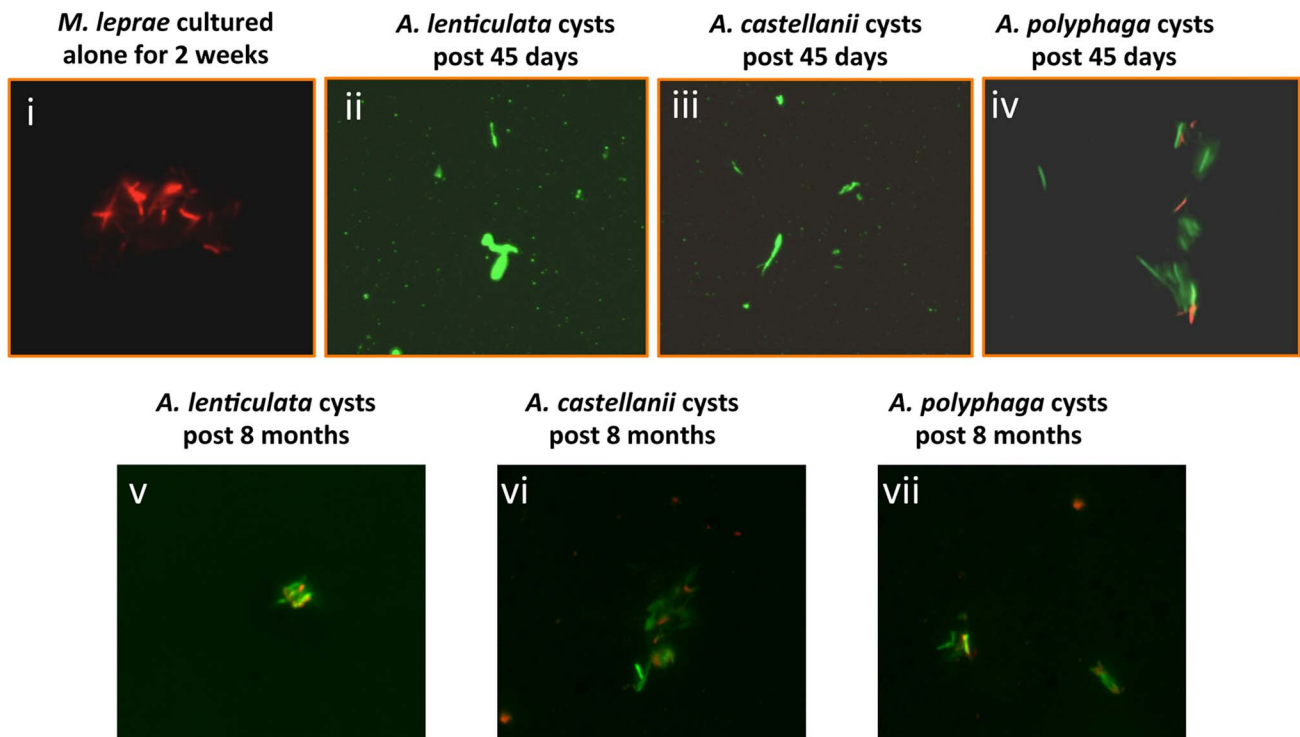 M. leprae cultured
alone for 2 weeks
A. lenticulata cysts
post 45 days
A. castellanii cysts
post 45 days
A. polyphaga cysts
post 45 days
i
ii
iii
iv
A. lenticulata cysts
post 8 months
A. castellanii cysts
post 8 months
A. polyphaga cysts
post 8 months
v
vi
vii